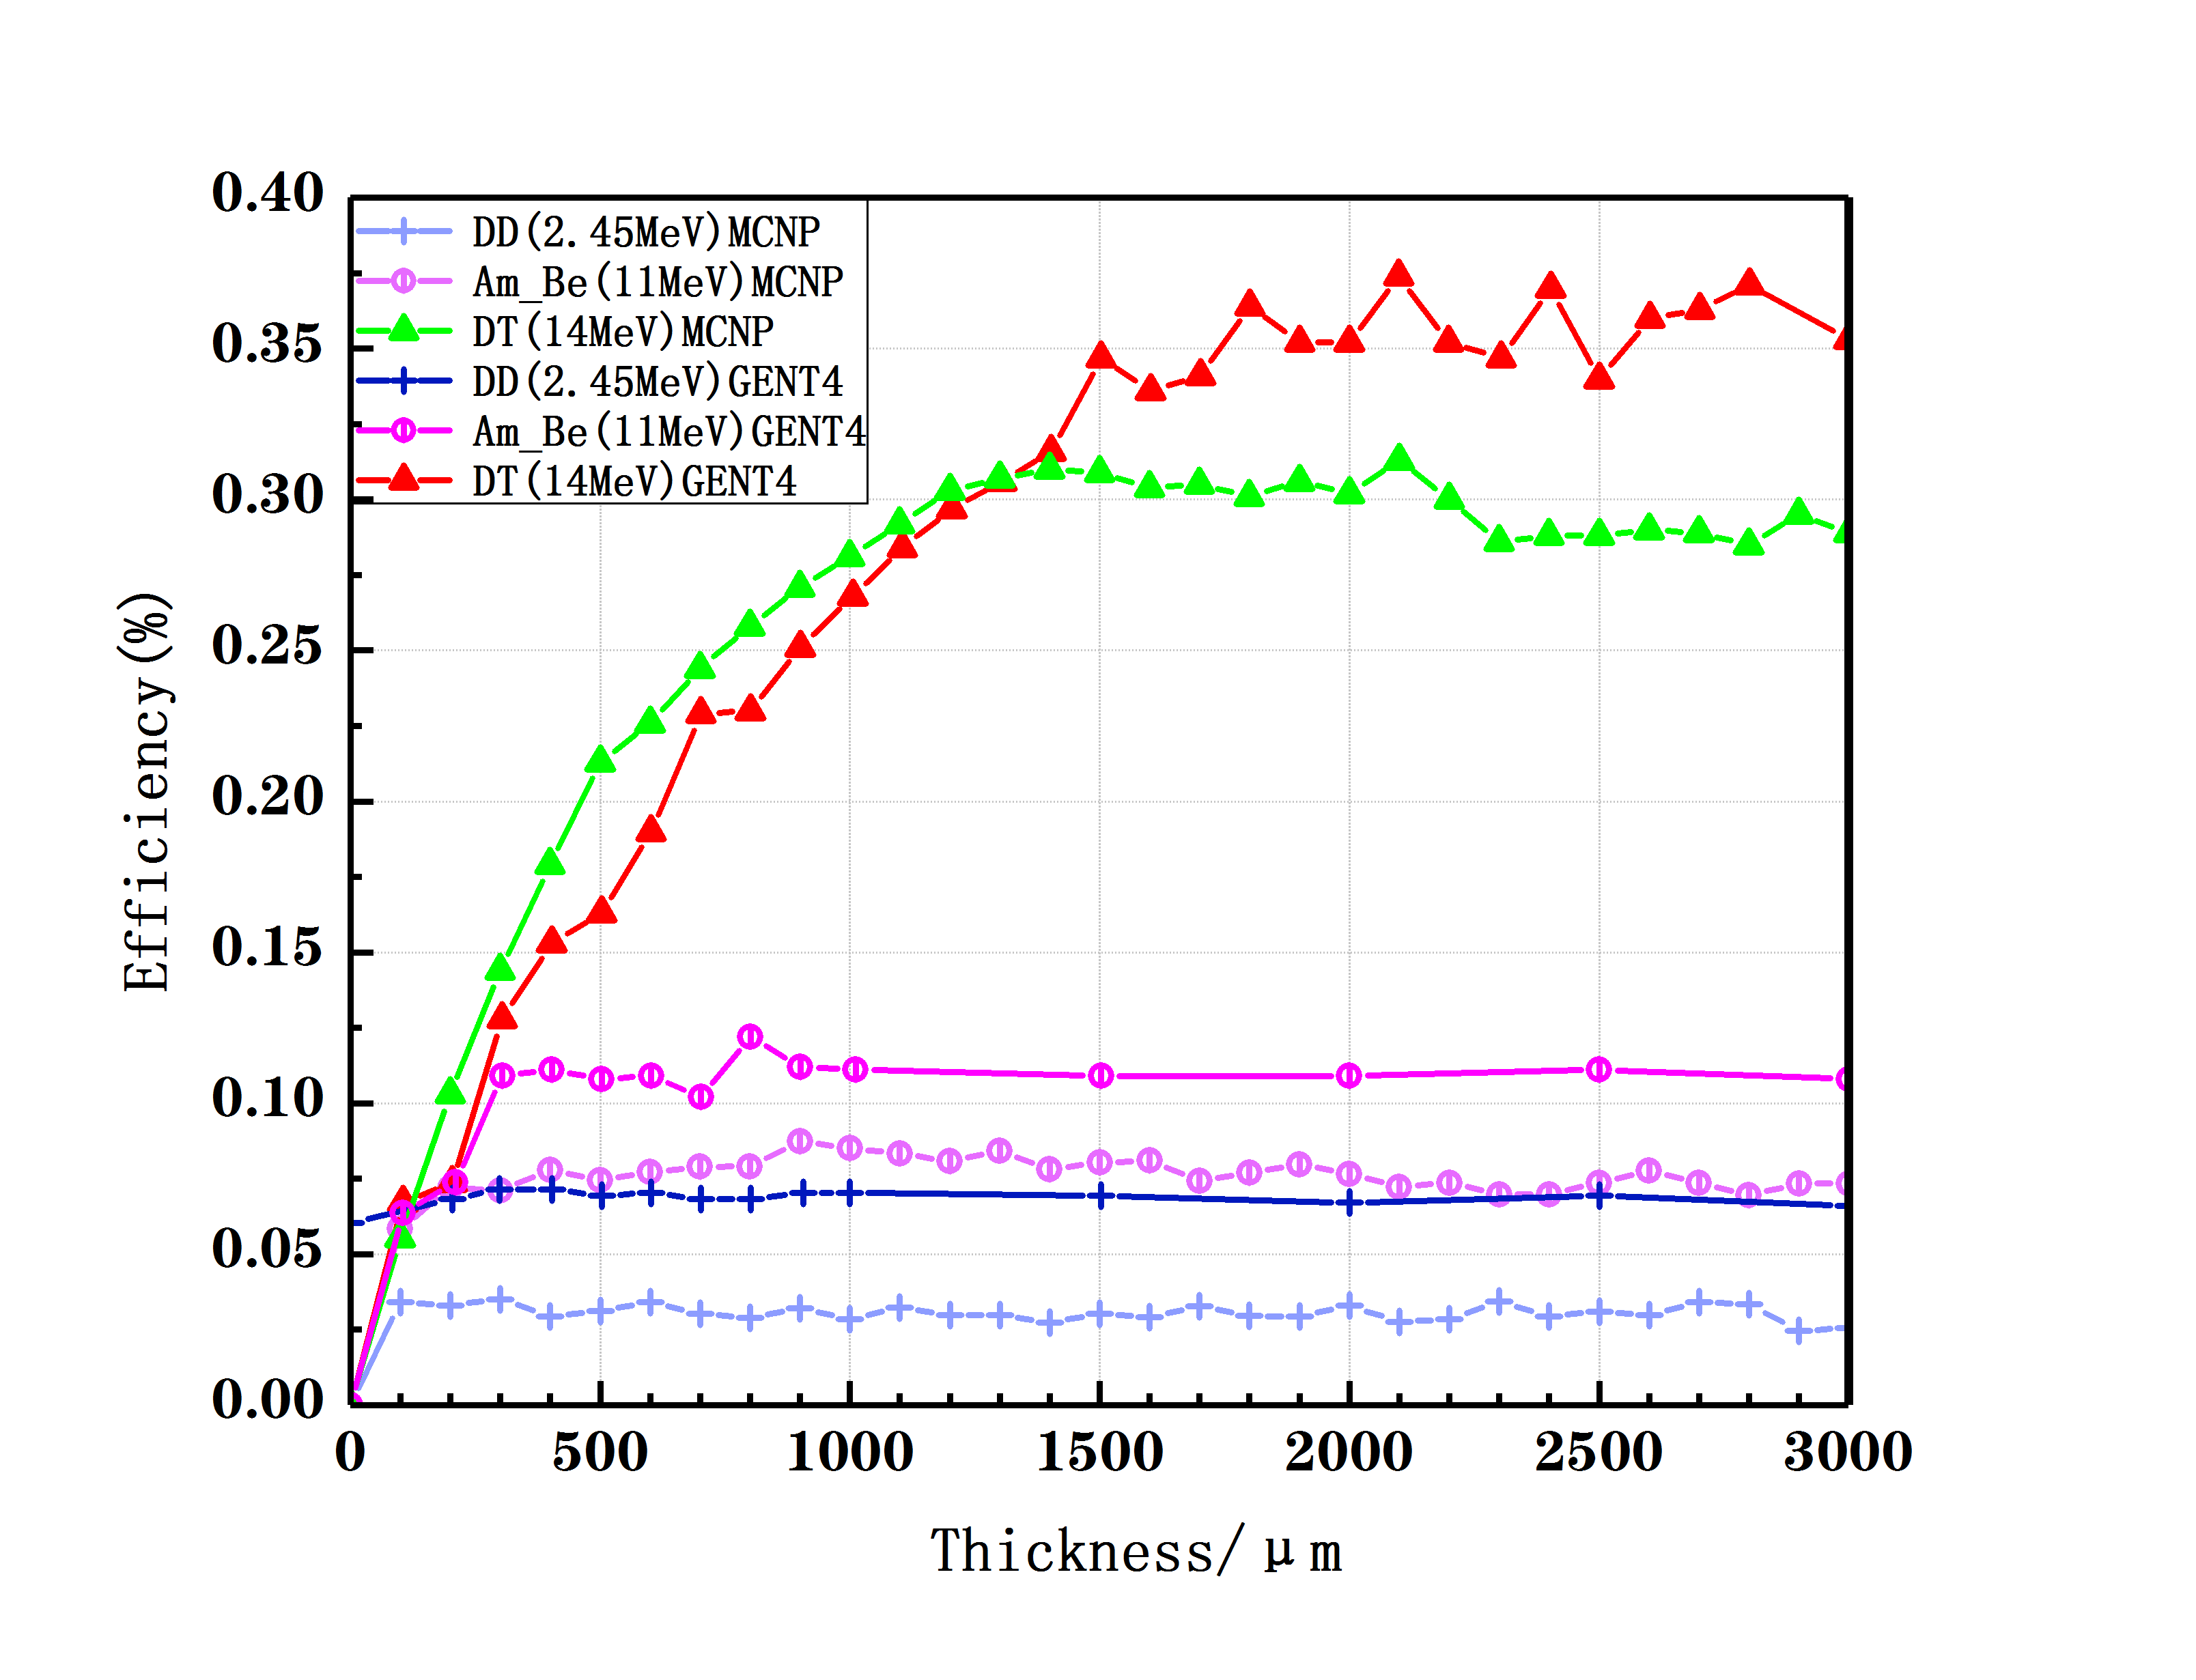 0.40
0.35
0.30
0.25
0.20
0.15
0.10
0.05
0.00
Efficiency(%)
DD(2.45MeV)MCNP
Am_Be(11MeV)MCNP
DT(14MeV)MCNP
DD(2.45MeV)GENT4
Am_Be(11MeV)GENT4
DT(14MeV)GENT4
0 500 1000 1500 2000 2500 3000
Thickness/μm